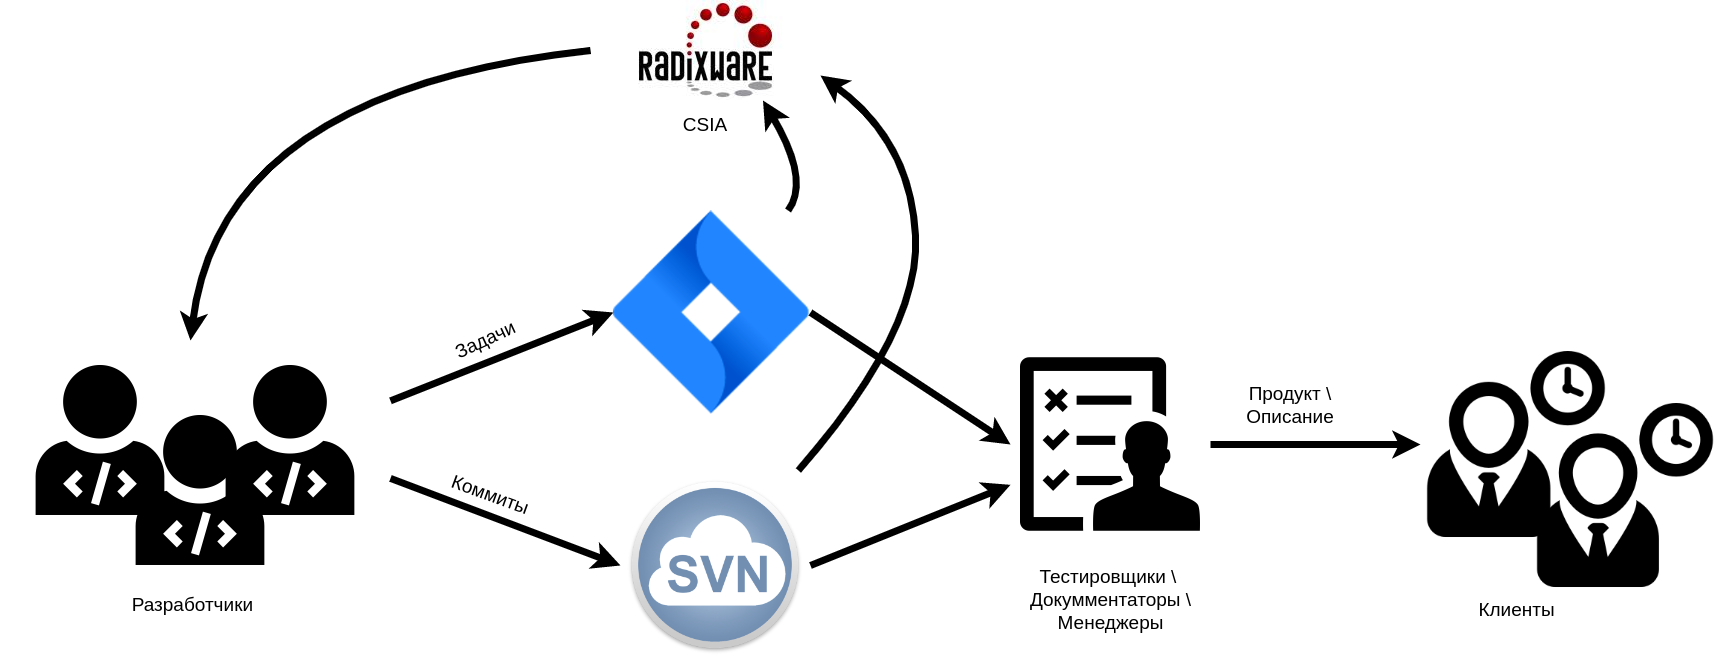 RADIXWARE
CSIA
Задачи
Коммиты
SVN
Разработчики
Тестировщики \
Докумментаторы \
Менеджеры
Продукт \
Описание
Клиенты